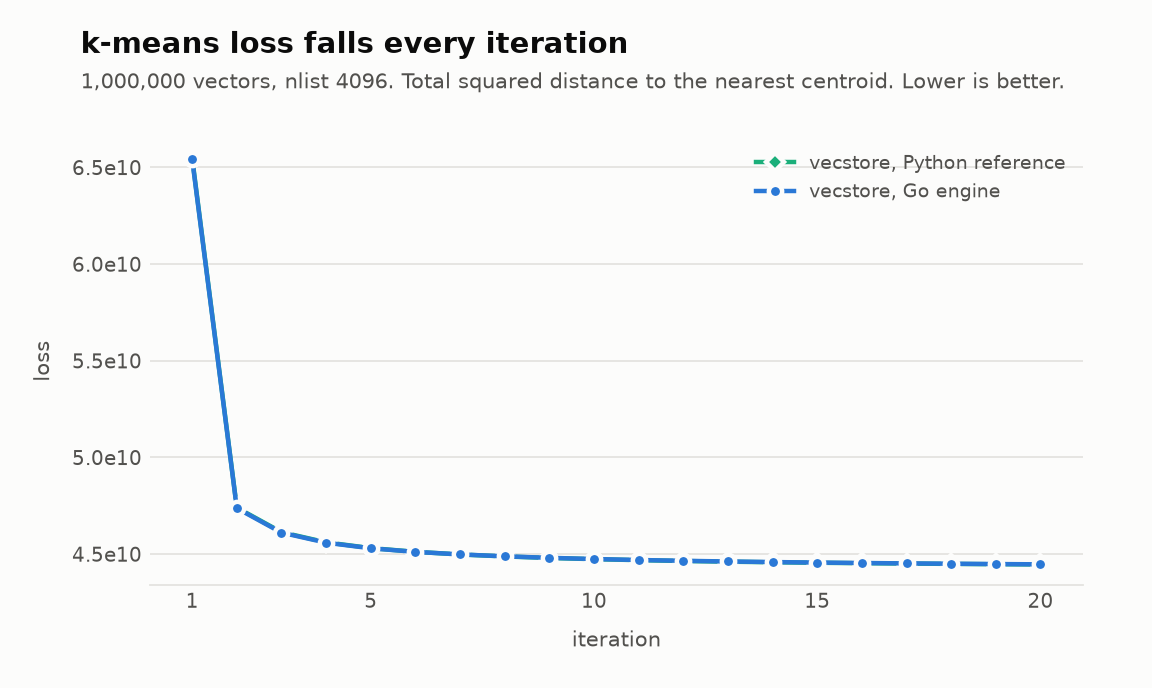 k-means loss falls every iteration
1,000,000 vectors, nlist 4096. Total squared distance to the nearest centroid. Lower is better.
vecstore, Python reference
vecstore, Go engine
6.5e10
6.0e10
5.5e10
5.0e10
4.5e10
loss
1 5 10 15 20
iteration